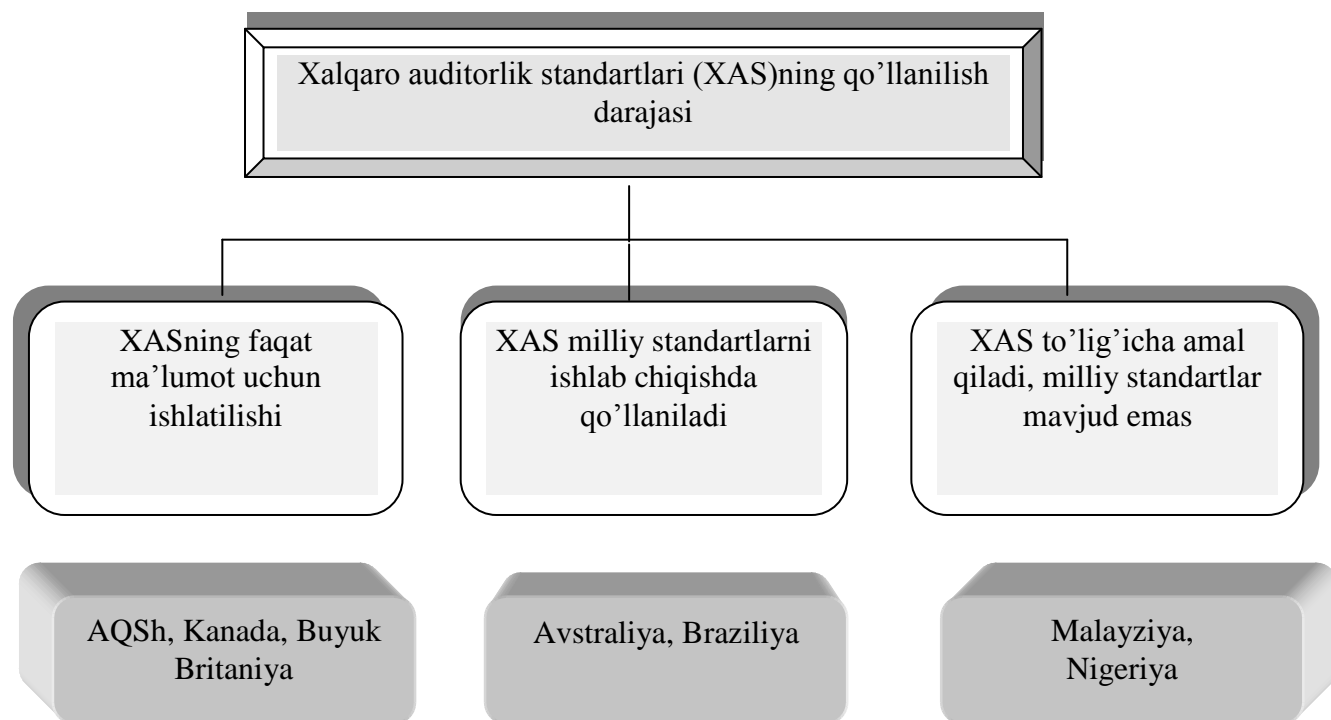 Xalqaro auditorlik standartlari (XAS)ning qo’llanilish
darajasi
XASning faqat
ma’lumot uchun
ishlatilishi
XAS milliy standartlarni
ishlab chiqishda
qo’llaniladi
XAS to’lig’icha amal
qiladi, milliy standartlar
mavjud emas
AQSh, Kanada, Buyuk
Britaniya
Avstraliya, Braziliya
Malayziya,
Nigeriya